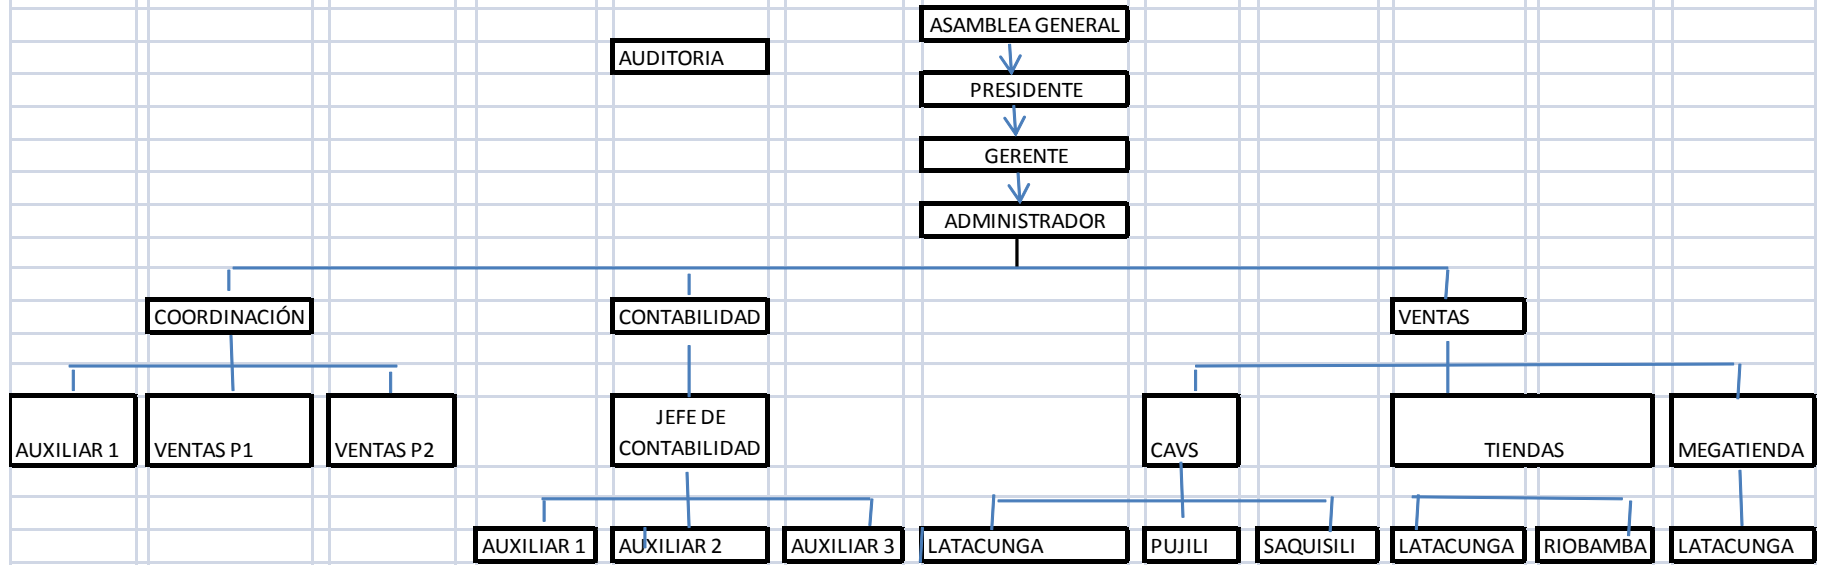 ASAMBLEA GENERAL
AUDITORIA
PRESIDENTE
GERENTE
ADMINISTRADOR
COORDINACIÓN
CONTABILIDAD
VENTAS
AUXILIAR 1
VENTAS P1
VENTAS P2
JEFE DE
CONTABILIDAD
CAVS
TIENDAS
MEGATIENDA
AUXILIAR 1
AUXILIAR 2
AUXILIAR 3
LATACUNGA
PUJILI
SAQUISILI
LATACUNGA
RIOBAMBA
LATACUNGA